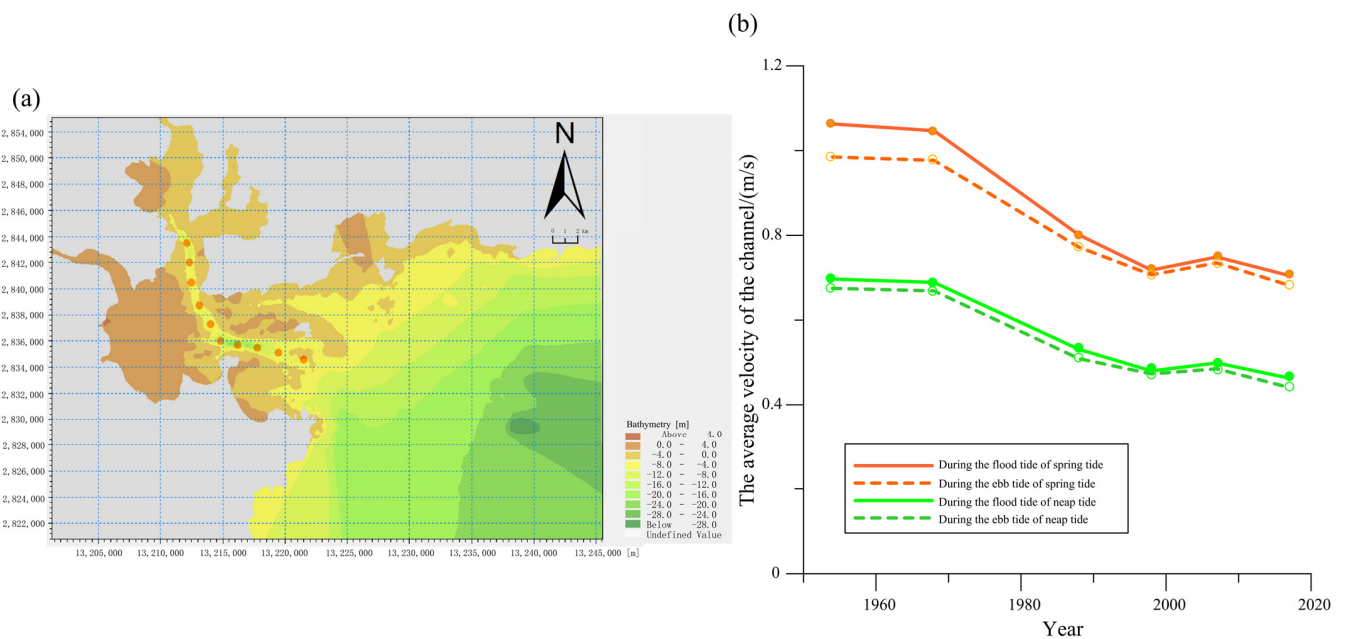 (a)
2,854,000
2,850,000
2,848,000
2,846,000
2,844,000
2,842,000
2,840,000
2,838,000
2,836,000
2,834,000
2,832,000
2,830,000
2,828,000
2,826,000
2,824,000
2,822,000
13,205,000 13,210,000 13,215,000 13,220,000 13,225,000 13,230,000 13,235,000 13,240,000 13,245,000 [m]
N
0 1 2 km
Bathymetry [m]
Above 4.0
0.0 - 4.0
-4.0 - 0.0
-8.0 - -4.0
-12.0 - -8.0
-16.0 - -12.0
-20.0 - -16.0
-24.0 - -20.0
-28.0 - -24.0
Below -28.0
Undefined Value
(b)
The average velocity of the channel/(m/s)
1.2
0.8
0.4
0
During the flood tide of spring tide
During the ebb tide of spring tide
During the flood tide of neap tide
During the ebb tide of neap tide
1960 1980 2000 2020
Year